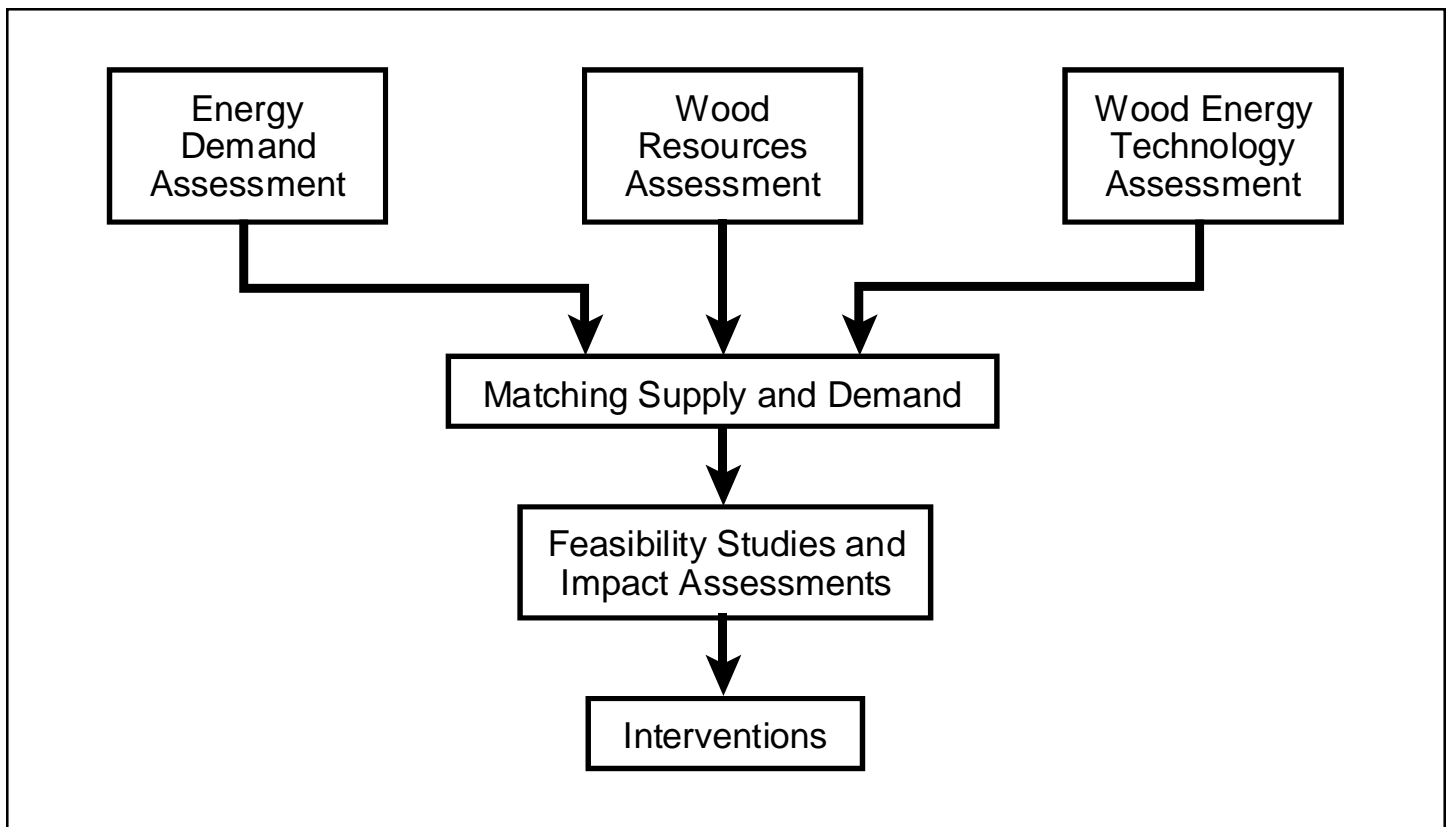 Energy
Demand
Assessment
Wood
Resources
Assessment
Wood Energy
Technology
Assessment
Matching Supply and Demand
Feasibility Studies and
Impact Assessments
Interventions